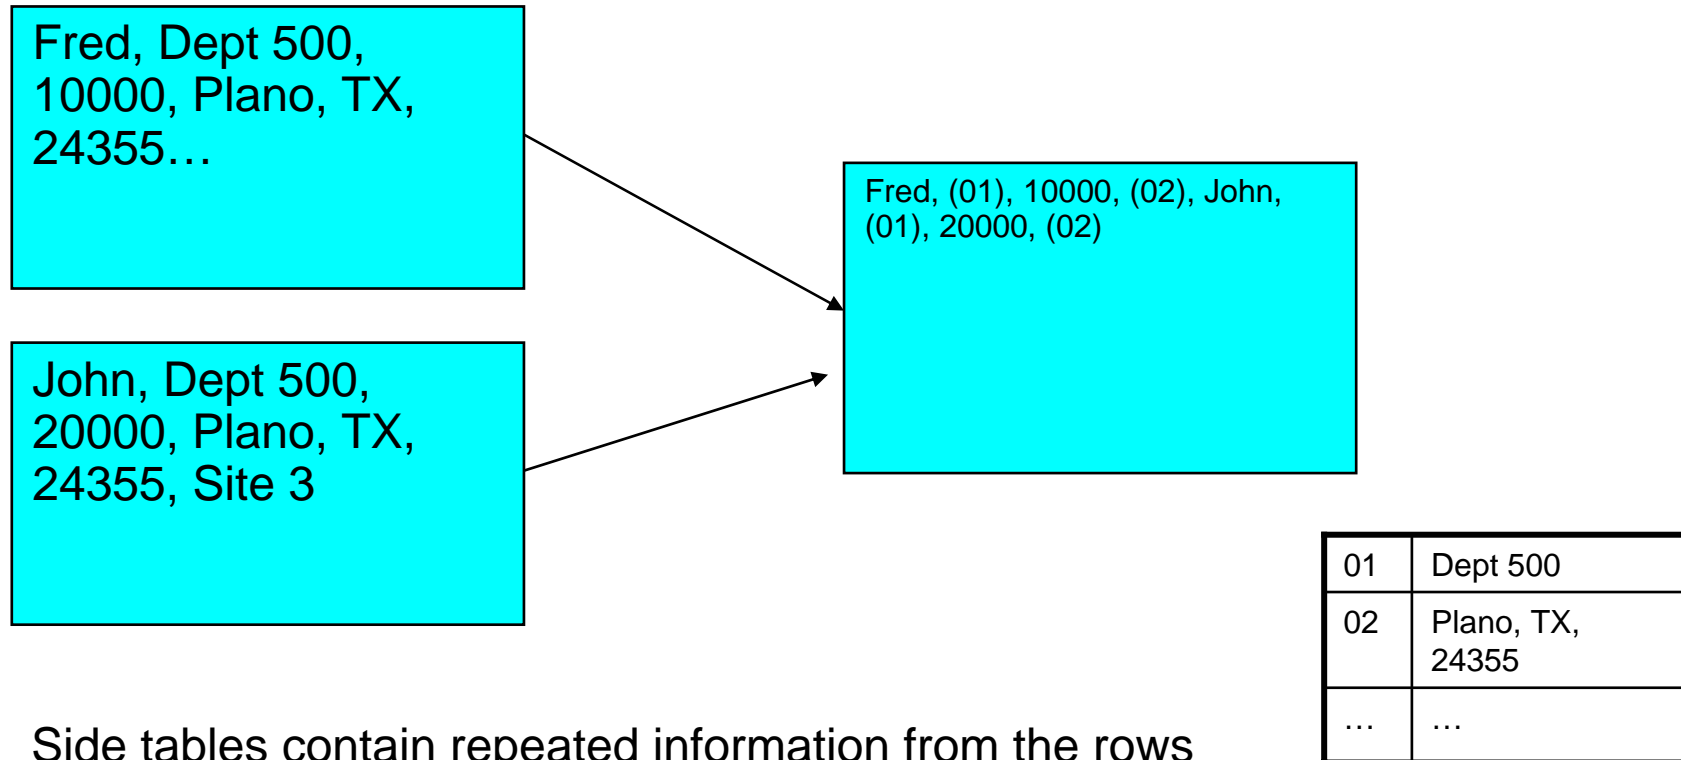 Fred, Dept 500,
10000, Plano, TX,
24355…
Fred, (01), 10000, (02), John,
(01), 20000, (02)
John, Dept 500,
20000, Plano, TX,
24355, Site 3
01 Dept 500
02 Plano, TX,
24355
… …
Side tables contain repeated information from the rows